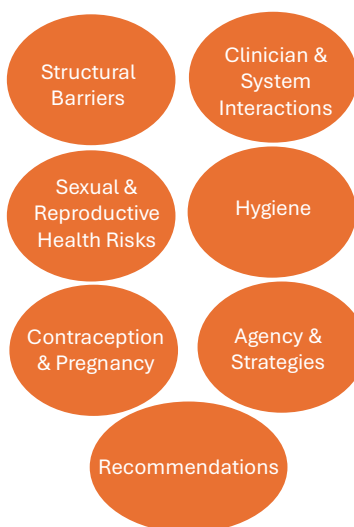 Structural
Barriers
Clinician &
System
Interactions
Sexual &
Reproductive
Health Risks
Hygiene
Contraception
& Pregnancy
Agency &
Strategies
Recommendations